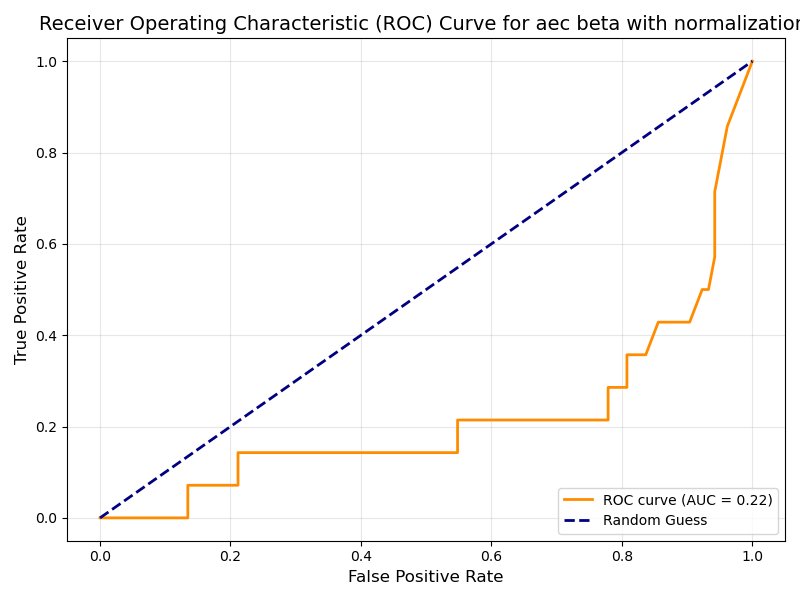 Receiver Operating Characteristic (ROC) Curve for aec beta with normalization
1.0
0.8
0.6
0.4
0.2
0.0
True Positive Rate
ROC curve (AUC = 0.22)
Random Guess
0.0 0.2 0.4 0.6 0.8 1.0
False Positive Rate